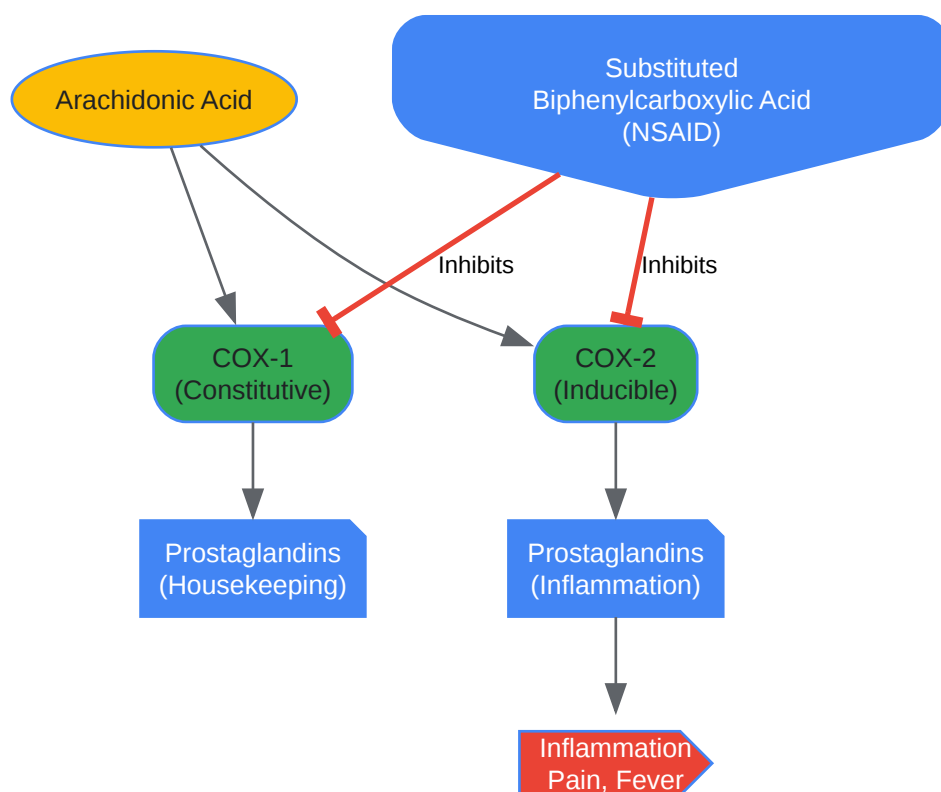 Arachidonic Acid
Substituted
Biphenylcarboxylic Acid
(NSAID)
Inhibits
Inhibits
COX-1
(Constitutive)
COX-2
(Inducible)
Prostaglandins
(Housekeeping)
Prostaglandins
(Inflammation)
Inflammation
Pain, Fever